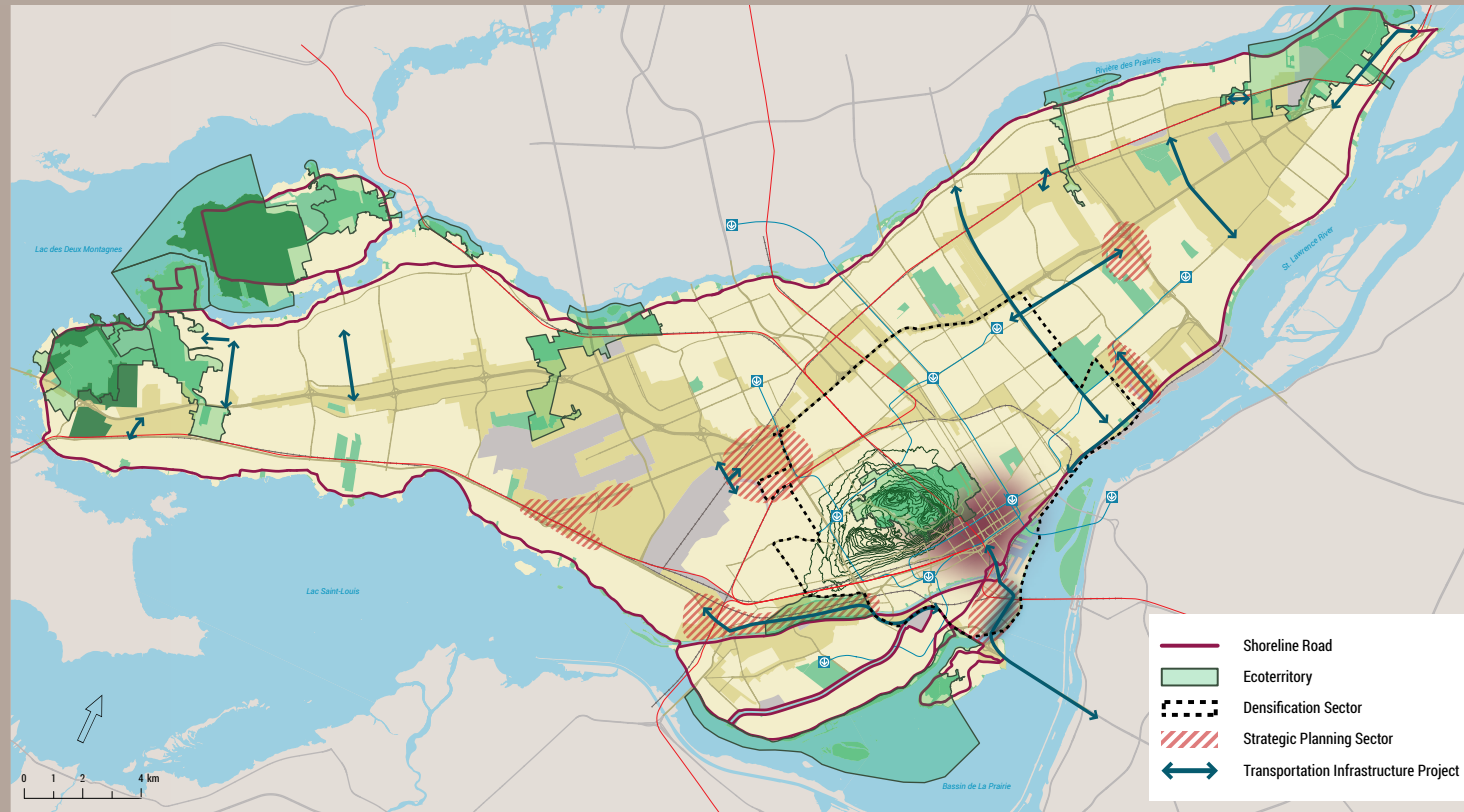 Rivière des Prairies
Lac des Deux Montagnes
St. Lawrence River
Lac Saint-Louis
Bassin de La Prairie
0 1 2 4 km
Shoreline Road
Ecoterritory
Densification Sector
Strategic Planning Sector
Transportation Infrastructure Project